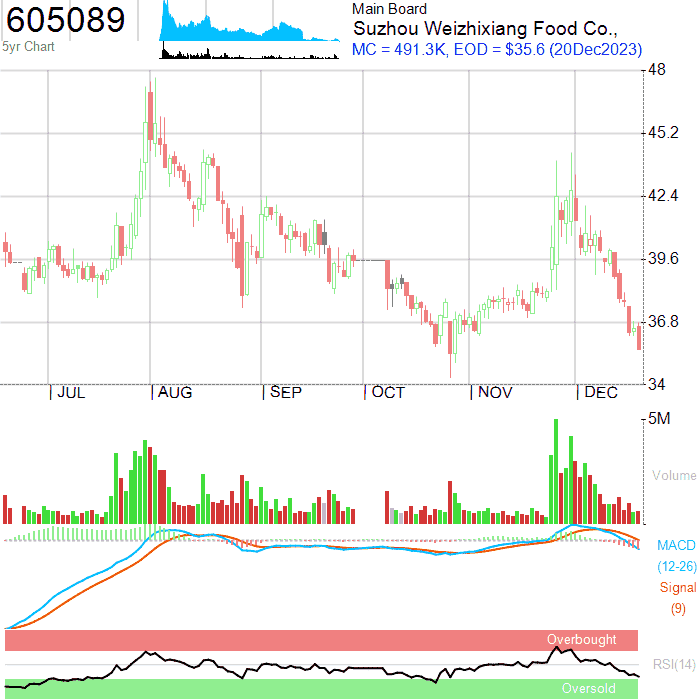 605089
5yr Chart
Main Board
Suzhou Weizhixiang Food Co.,
MC = 491.3K, EOD = $35.6 (20Dec2023)
48
45.2
42.4
39.6
36.8
34
JUL AUG SEP OCT NOV DEC
5M
Volume
MACD
(12-26)
Signal
(9)
Overbought
RSI(14)
Oversold